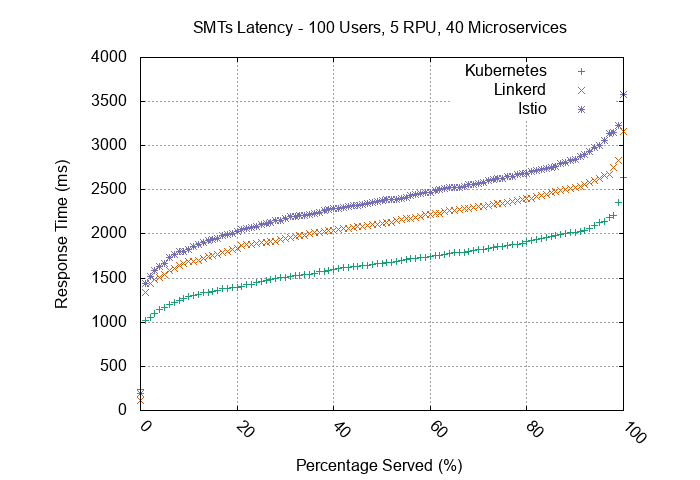 SMTs Latency - 100 Users, 5 RPU, 40 Microservices
Kubernetes
Linkerd
Istio
Response Time (ms)
4000
3500
3000
2500
2000
1500
1000
500
0
0
20
40
60
80
100
Percentage Served (%)